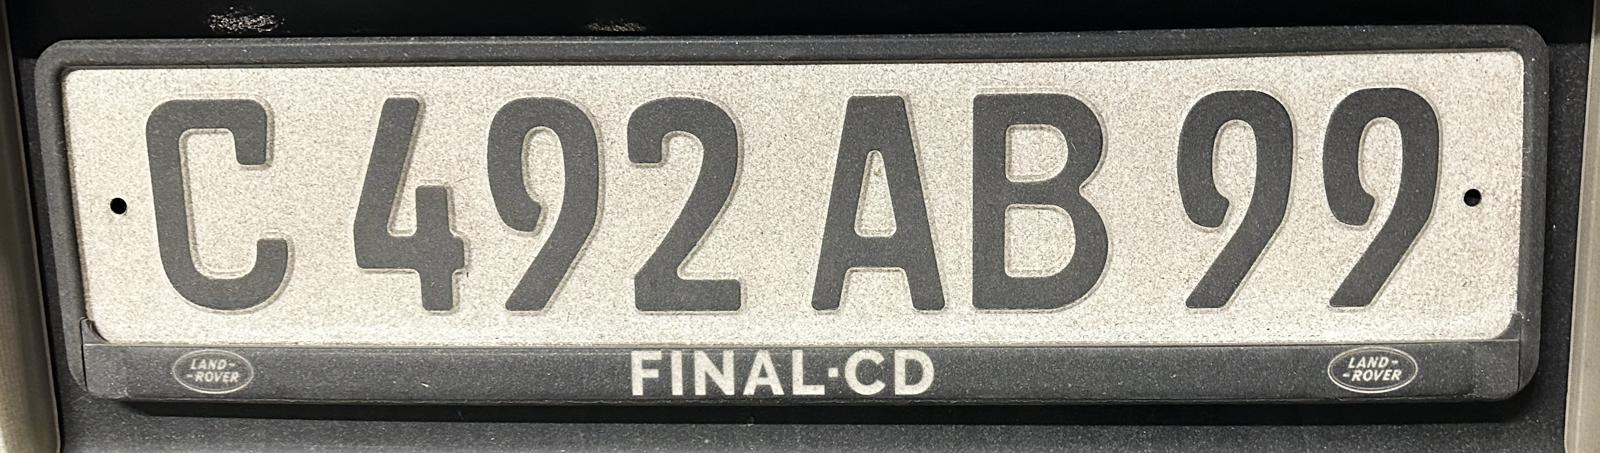 C 492 AB 99
LAND-
-ROVER
FINAL·CD
LAND-
-ROVER